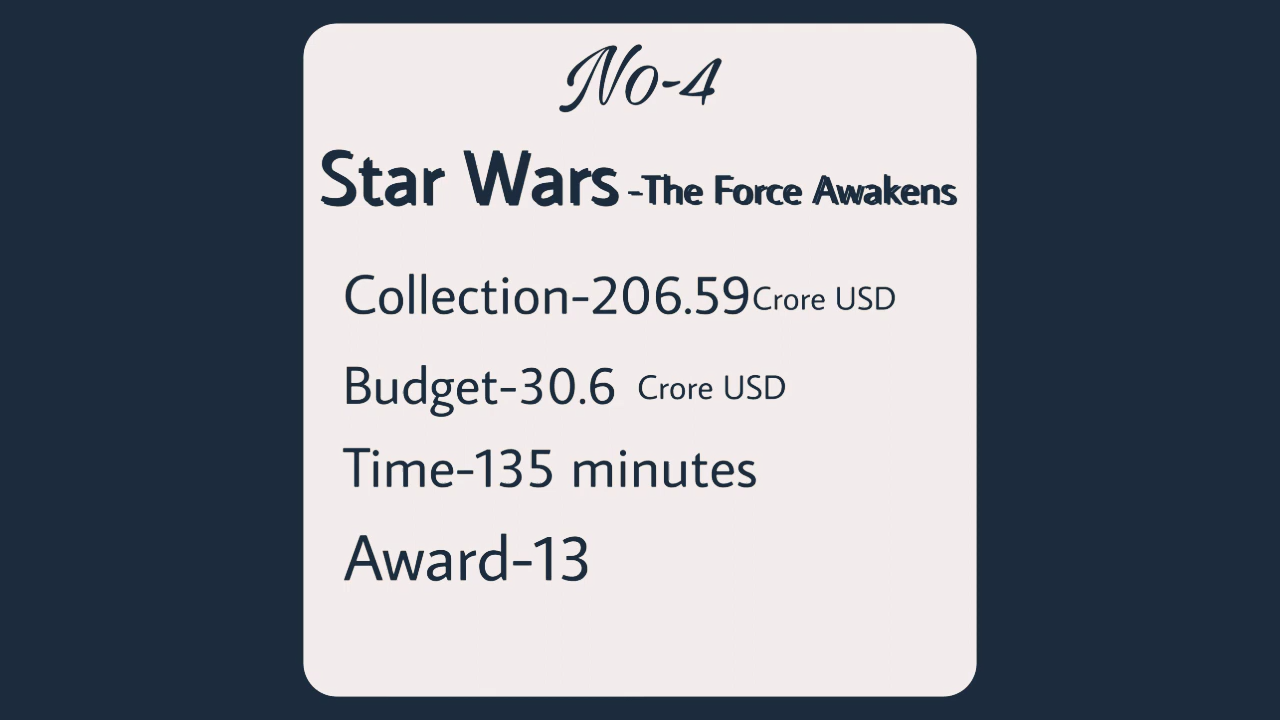 No-4
Star Wars -The Force Awakens
Collection-206.59Crore USD
Budget-30.6 Crore USD
Time-135 minutes
Award-13